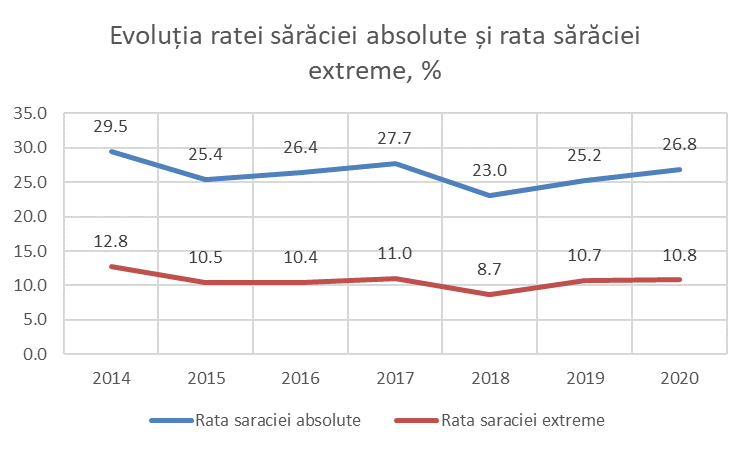 Evoluția ratei sărăciei absolute și rata sărăciei
extreme, %
35.0
30.0
25.0
20.0
15.0
10.0
5.0
0.0
29.5 25.4 26.4 27.7 23.0 25.2 26.8
12.8 10.5 10.4 11.0 8.7 10.7 10.8
2014 2015 2016 2017 2018 2019 2020
Rata saraciei absolute Rata saraciei extreme